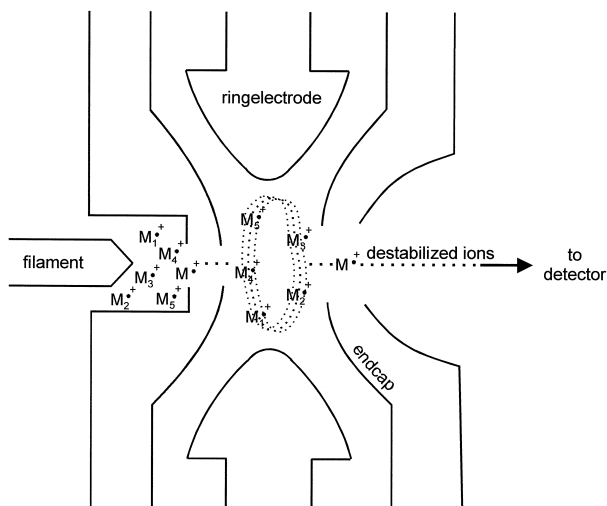 ringelectrode
M5•+
M1•+
M4•+
M3•+
filament
M•+
M4•+
M•+
destabilized ions
to
detector
M3•+
M2•+
M5•+
M2•+
M1•+
endcap